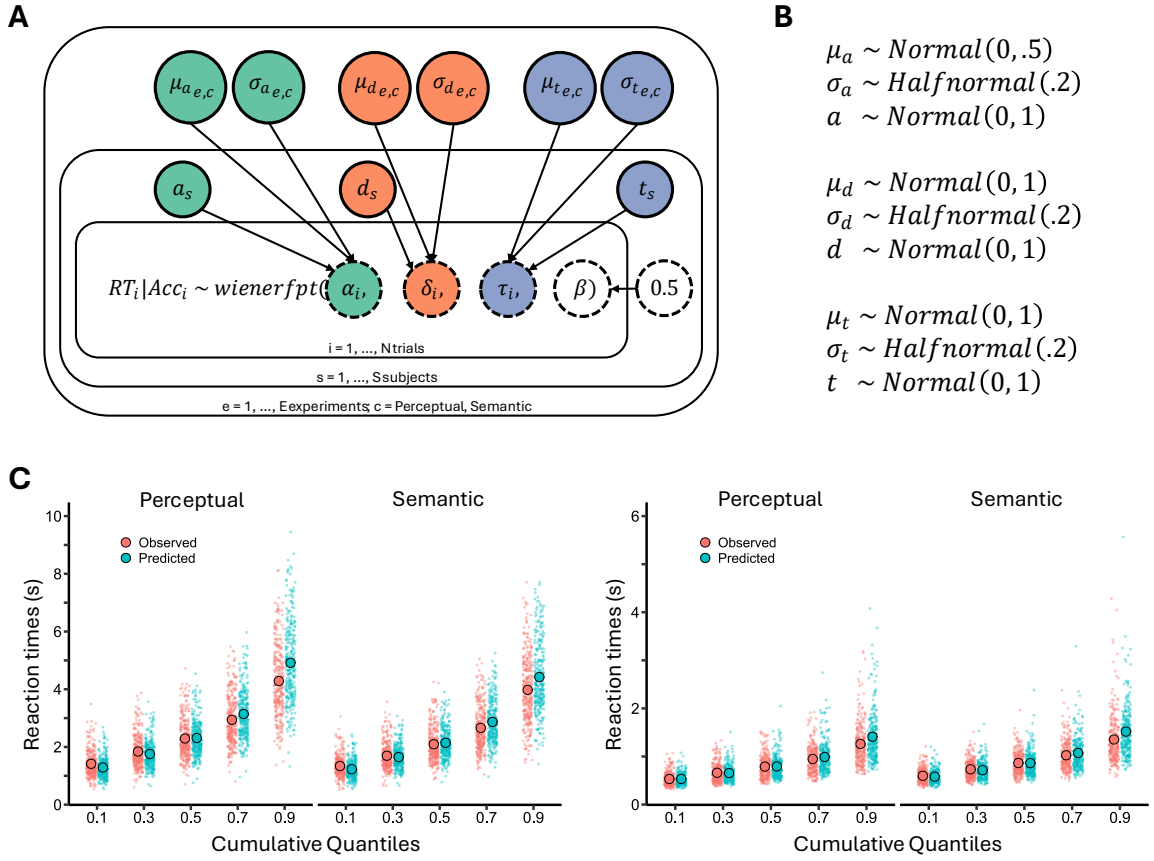 A
μ_a e,c σ_a e,c μ_d e,c σ_d e,c μ_t e,c σ_t e,c
a_s d_s t_s
RT_i|Acc_i ~ wienerfpt( α_i, δ_i, τ_i, β) 0.5
i = 1, ..., Ntrials
s = 1, ..., Ssubjects
e = 1, ..., Eexperiments; c = Perceptual, Semantic
B
μ_a ~ Normal(0,.5)
σ_a ~ Halfnormal(.2)
a ~ Normal(0, 1)
μ_d ~ Normal(0, 1)
σ_d ~ Halfnormal(.2)
d ~ Normal(0, 1)
μ_t ~ Normal(0, 1)
σ_t ~ Halfnormal(.2)
t ~ Normal(0, 1)
C
Perceptual Semantic
Observed
Predicted
Reaction times (s)
10
8
6
4
2
0
0.1 0.3 0.5 0.7 0.9 0.1 0.3 0.5 0.7 0.9
Cumulative Quantiles
Perceptual Semantic
Observed
Predicted
Reaction times (s)
6
4
2
0
0.1 0.3 0.5 0.7 0.9 0.1 0.3 0.5 0.7 0.9
Cumulative Quantiles